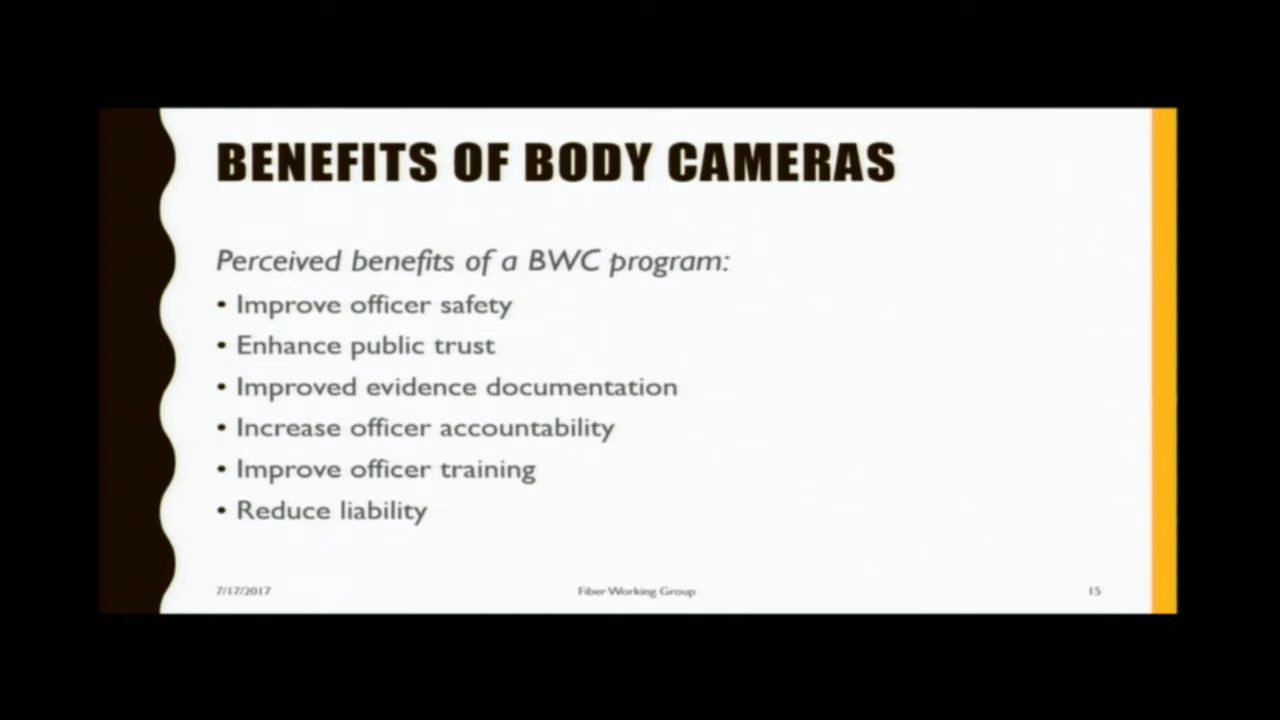 BENEFITS OF BODY CAMERAS
Perceived benefits of a BWC program:
• Improve officer safety
• Enhance public trust
• Improved evidence documentation
• Increase officer accountability
• Improve officer training
• Reduce liability
7/17/2017 Fiber Working Group 15